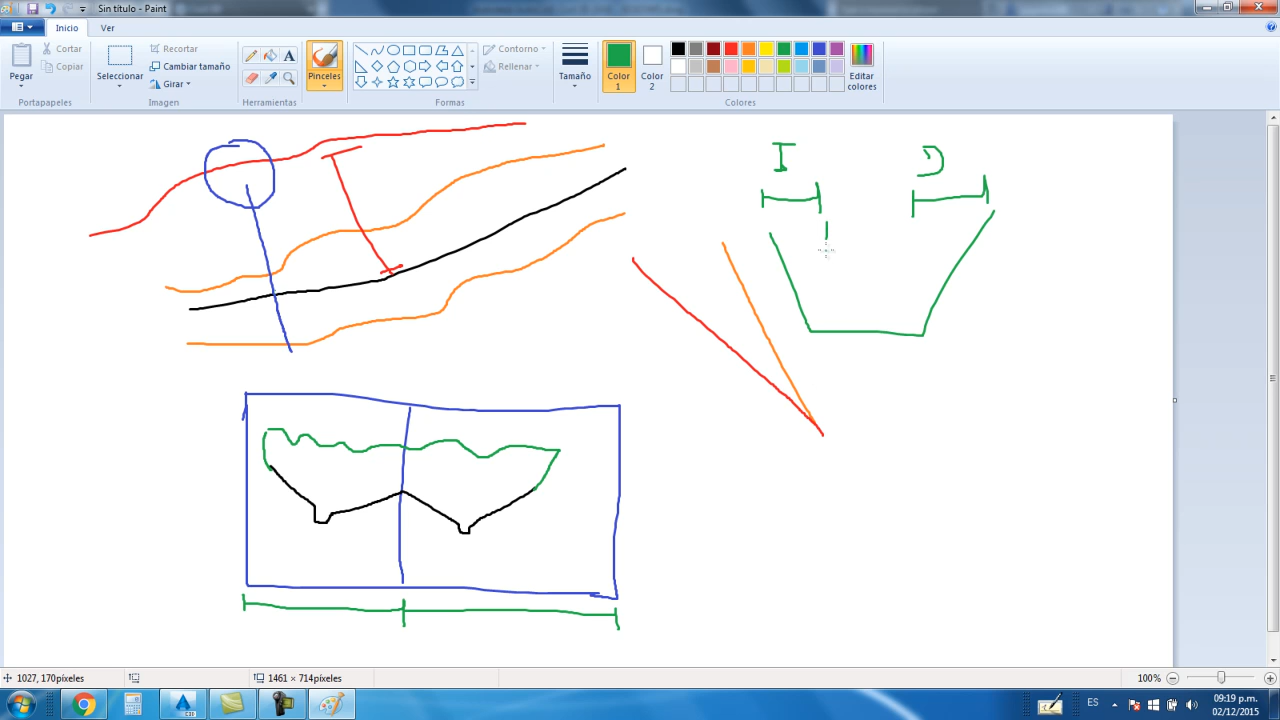 Sin titulo - Paint
Inicio
Ver
Pegar
Cortar
Copiar
Portapapeles
Seleccionar
Recortar
Cambiar tamaño
Girar
Imagen
A
Herramientas
Pinceles
Contorno
Rellenar
Formas
Tamaño
Color
1
Color
2
Editar
colores
Colores
I
D
1027, 170píxeles
1461 × 714píxeles
100%
ES
09:19 p.m.
02/12/2015